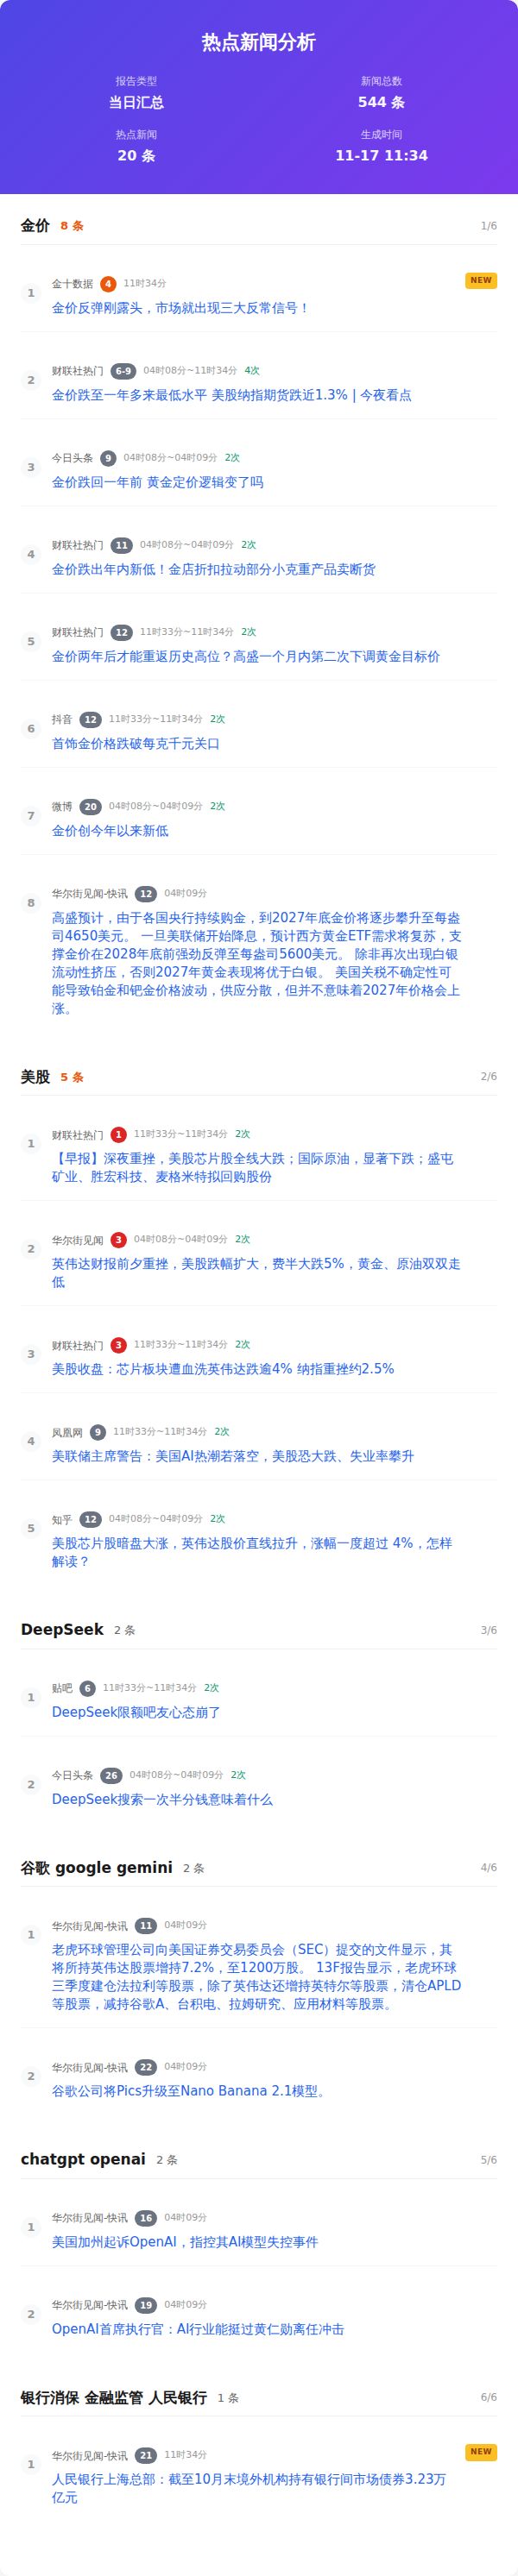 热点新闻分析
报告类型
当日汇总
新闻总数
544 条
热点新闻
20 条
生成时间
11-17 11:34
金价 8 条 1/6
1 金十数据 4 11时34分 NEW
金价反弹刚露头，市场就出现三大反常信号！
2 财联社热门 6-9 04时08分~11时34分 4次
金价跌至一年多来最低水平 美股纳指期货跌近1.3% | 今夜看点
3 今日头条 9 04时08分~04时09分 2次
金价跌回一年前 黄金定价逻辑变了吗
4 财联社热门 11 04时08分~04时09分 2次
金价跌出年内新低！金店折扣拉动部分小克重产品卖断货
5 财联社热门 12 11时33分~11时34分 2次
金价两年后才能重返历史高位？高盛一个月内第二次下调黄金目标价
6 抖音 12 11时33分~11时34分 2次
首饰金价格跌破每克千元关口
7 微博 20 04时08分~04时09分 2次
金价创今年以来新低
8 华尔街见闻-快讯 12 04时09分
高盛预计，由于各国央行持续购金，到2027年底金价将逐步攀升至每盎
司4650美元。 一旦美联储开始降息，预计西方黄金ETF需求将复苏，支
撑金价在2028年底前强劲反弹至每盎司5600美元。 除非再次出现白银
流动性挤压，否则2027年黄金表现将优于白银。 美国关税不确定性可
能导致铂金和钯金价格波动，供应分散，但并不意味着2027年价格会上
涨。
美股 5 条 2/6
1 财联社热门 1 11时33分~11时34分 2次
【早报】深夜重挫，美股芯片股全线大跌；国际原油，显著下跌；盛屯
矿业、胜宏科技、麦格米特拟回购股份
2 华尔街见闻 3 04时08分~04时09分 2次
英伟达财报前夕重挫，美股跌幅扩大，费半大跌5%，黄金、原油双双走
低
3 财联社热门 3 11时33分~11时34分 2次
美股收盘：芯片板块遭血洗英伟达跌逾4% 纳指重挫约2.5%
4 凤凰网 9 11时33分~11时34分 2次
美联储主席警告：美国AI热潮若落空，美股恐大跌、失业率攀升
5 知乎 12 04时08分~04时09分 2次
美股芯片股暗盘大涨，英伟达股价直线拉升，涨幅一度超过 4%，怎样
解读？
DeepSeek 2 条 3/6
1 贴吧 6 11时33分~11时34分 2次
DeepSeek限额吧友心态崩了
2 今日头条 26 04时08分~04时09分 2次
DeepSeek搜索一次半分钱意味着什么
谷歌 google gemini 2 条 4/6
1 华尔街见闻-快讯 11 04时09分
老虎环球管理公司向美国证券交易委员会（SEC）提交的文件显示，其
将所持英伟达股票增持7.2%，至1200万股。 13F报告显示，老虎环球
三季度建仓法拉利等股票，除了英伟达还增持英特尔等股票，清仓APLD
等股票，减持谷歌A、台积电、拉姆研究、应用材料等股票。
2 华尔街见闻-快讯 22 04时09分
谷歌公司将Pics升级至Nano Banana 2.1模型。
chatgpt openai 2 条 5/6
1 华尔街见闻-快讯 16 04时09分
美国加州起诉OpenAI，指控其AI模型失控事件
2 华尔街见闻-快讯 19 04时09分
OpenAI首席执行官：AI行业能挺过黄仁勋离任冲击
银行消保 金融监管 人民银行 1 条 6/6
1 华尔街见闻-快讯 21 11时34分 NEW
人民银行上海总部：截至10月末境外机构持有银行间市场债券3.23万
亿元